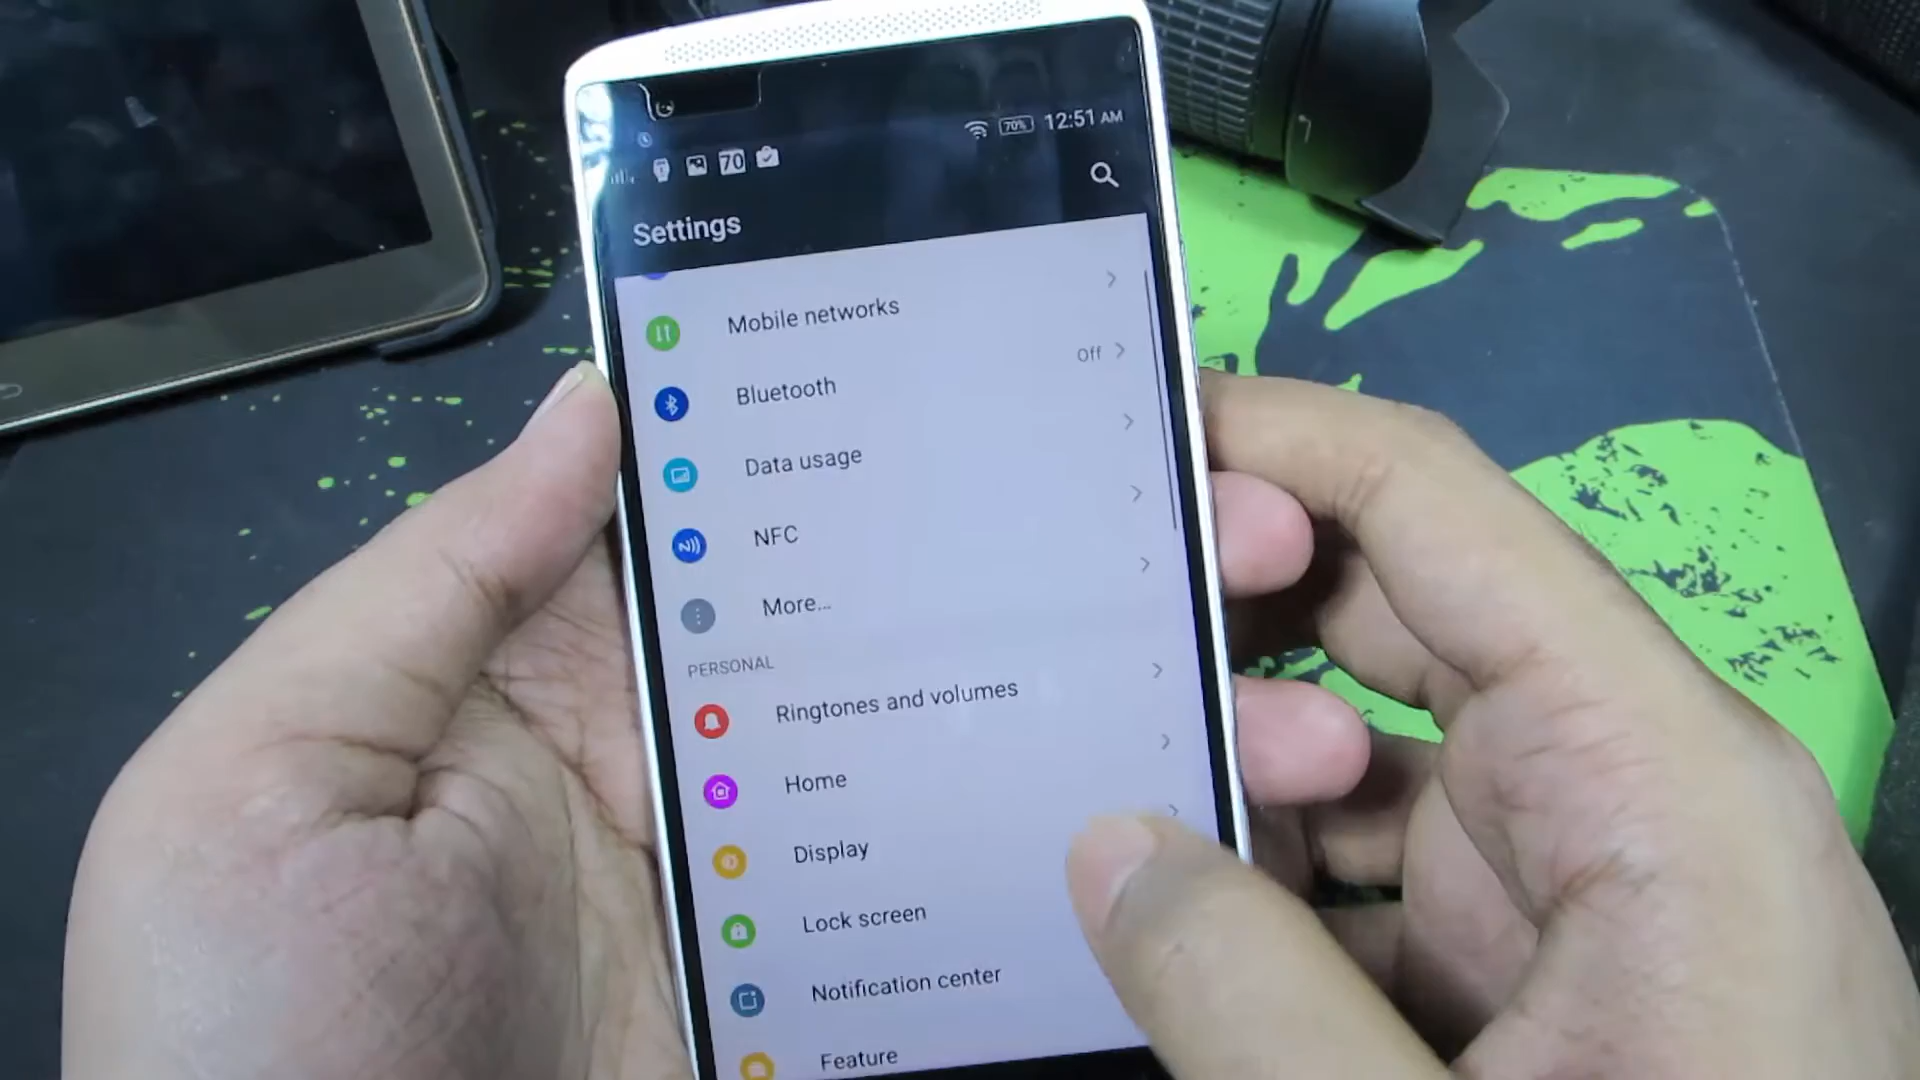 70% 12:51 AM
70
Settings
Mobile networks
Bluetooth Off
Data usage
NFC
More...
PERSONAL
Ringtones and volumes
Home
Display
Lock screen
Notification center
Feature